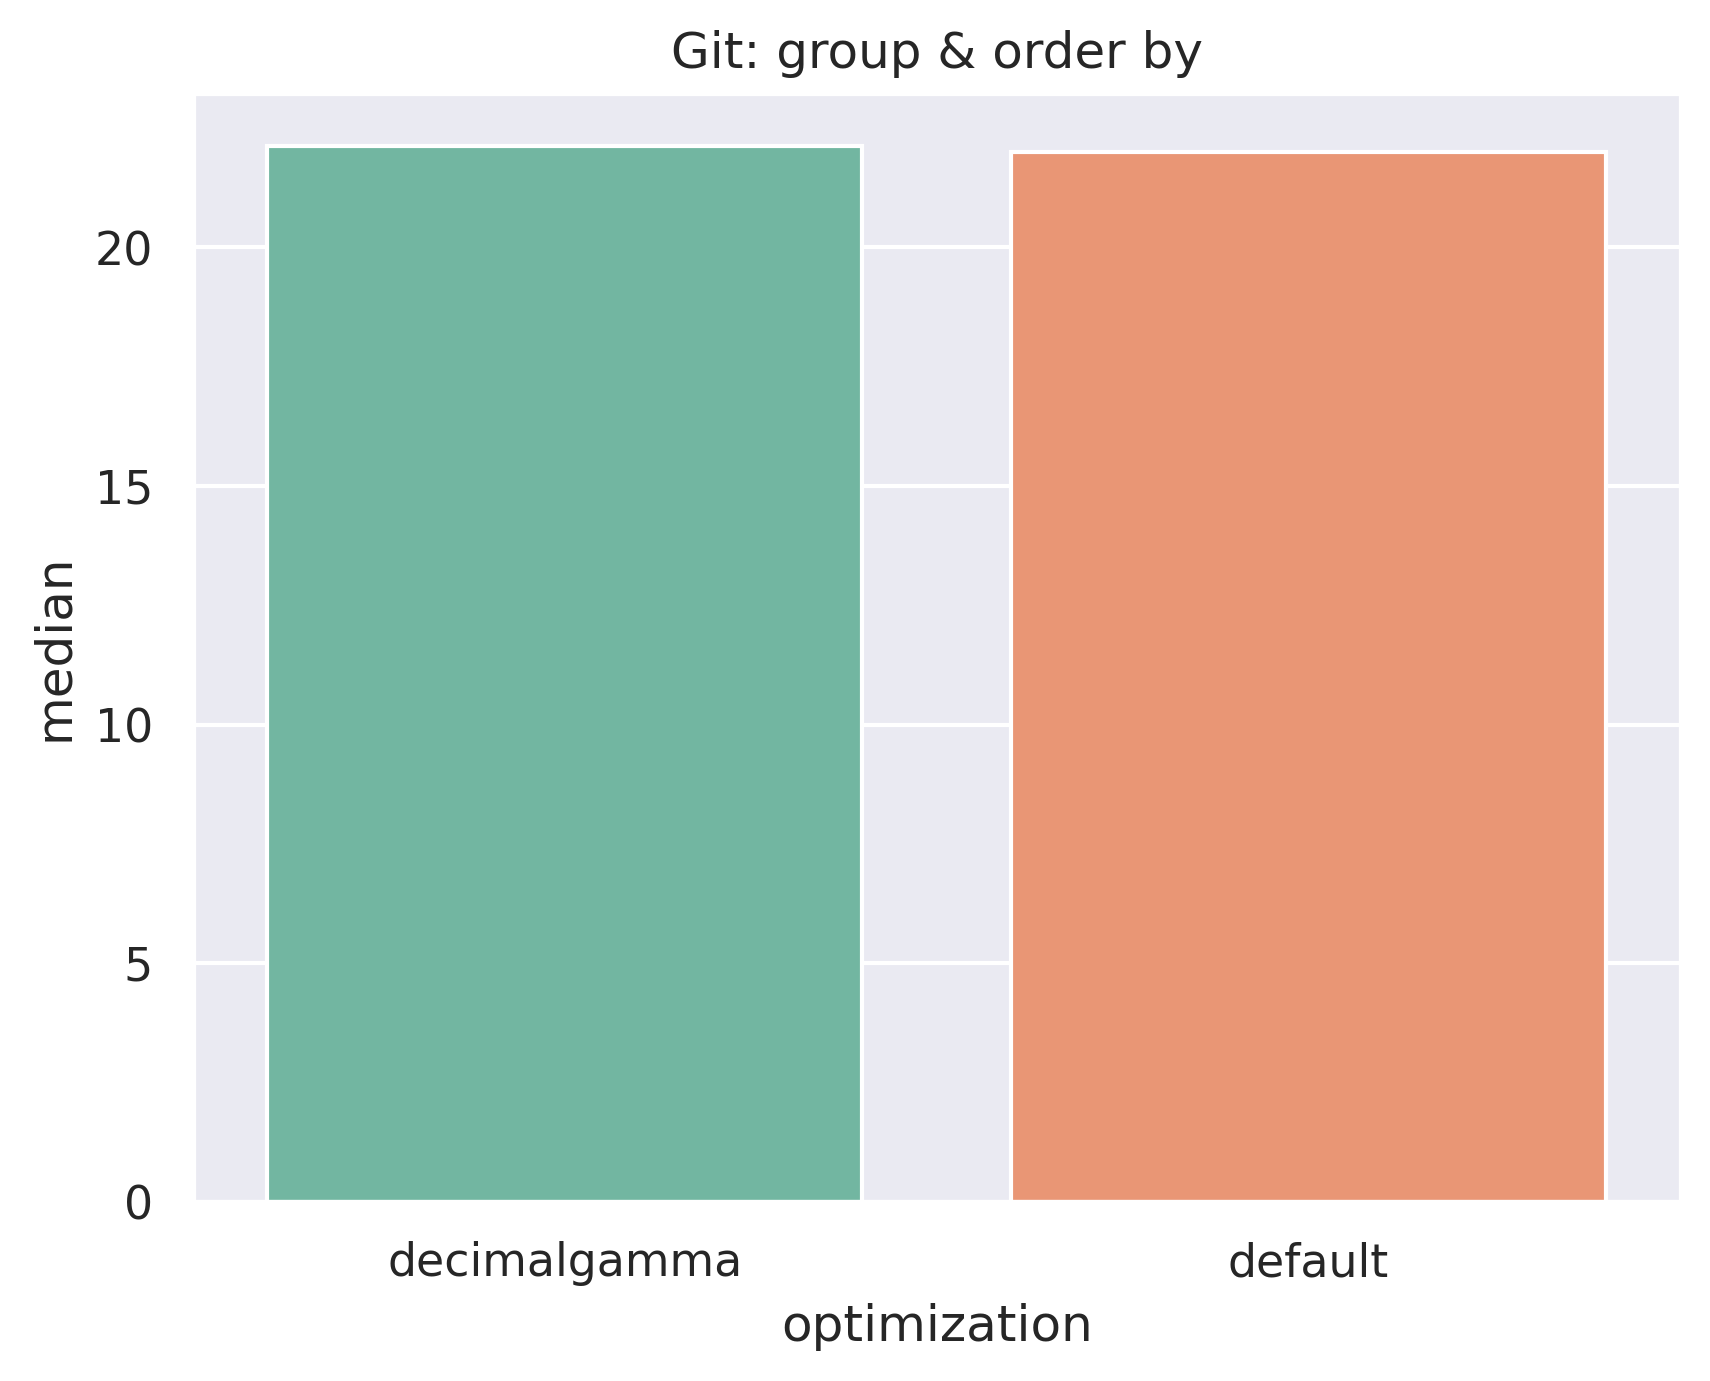 Git: group & order by
20
15
10
5
0
median
decimalgamma
default
optimization